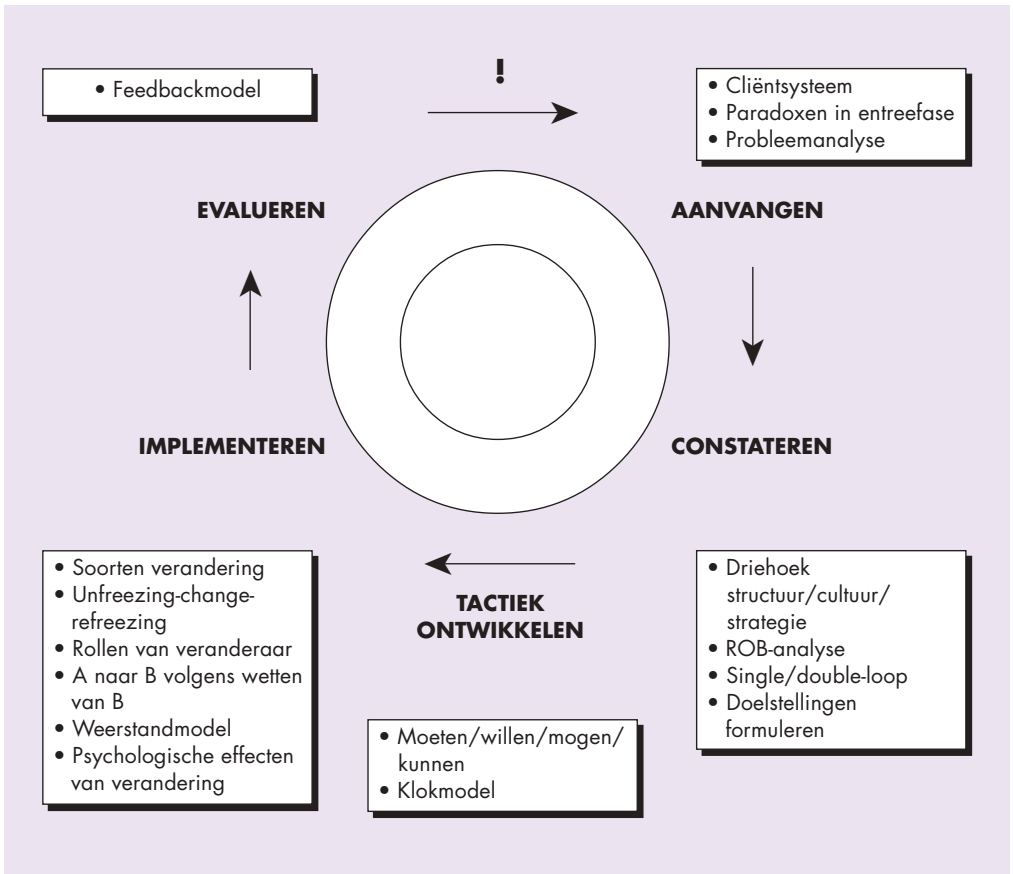 • Feedbackmodel
!
• Cliëntsysteem
• Paradoxen in entreefase
• Probleemanalyse
EVALUEREN
AANVANGEN
IMPLEMENTEREN
CONSTATEREN
TACTIEK
ONTWIKKELEN
• Soorten verandering
• Unfreezing-change-
refreezing
• Rollen van veranderaar
• A naar B volgens wetten
van B
• Weerstandmodel
• Psychologische effecten
van verandering
• Moeten/willen/mogen/
kunnen
• Klokmodel
• Driehoek
structuur/cultuur/
strategie
• ROB-analyse
• Single/double-loop
• Doelstellingen
formuleren